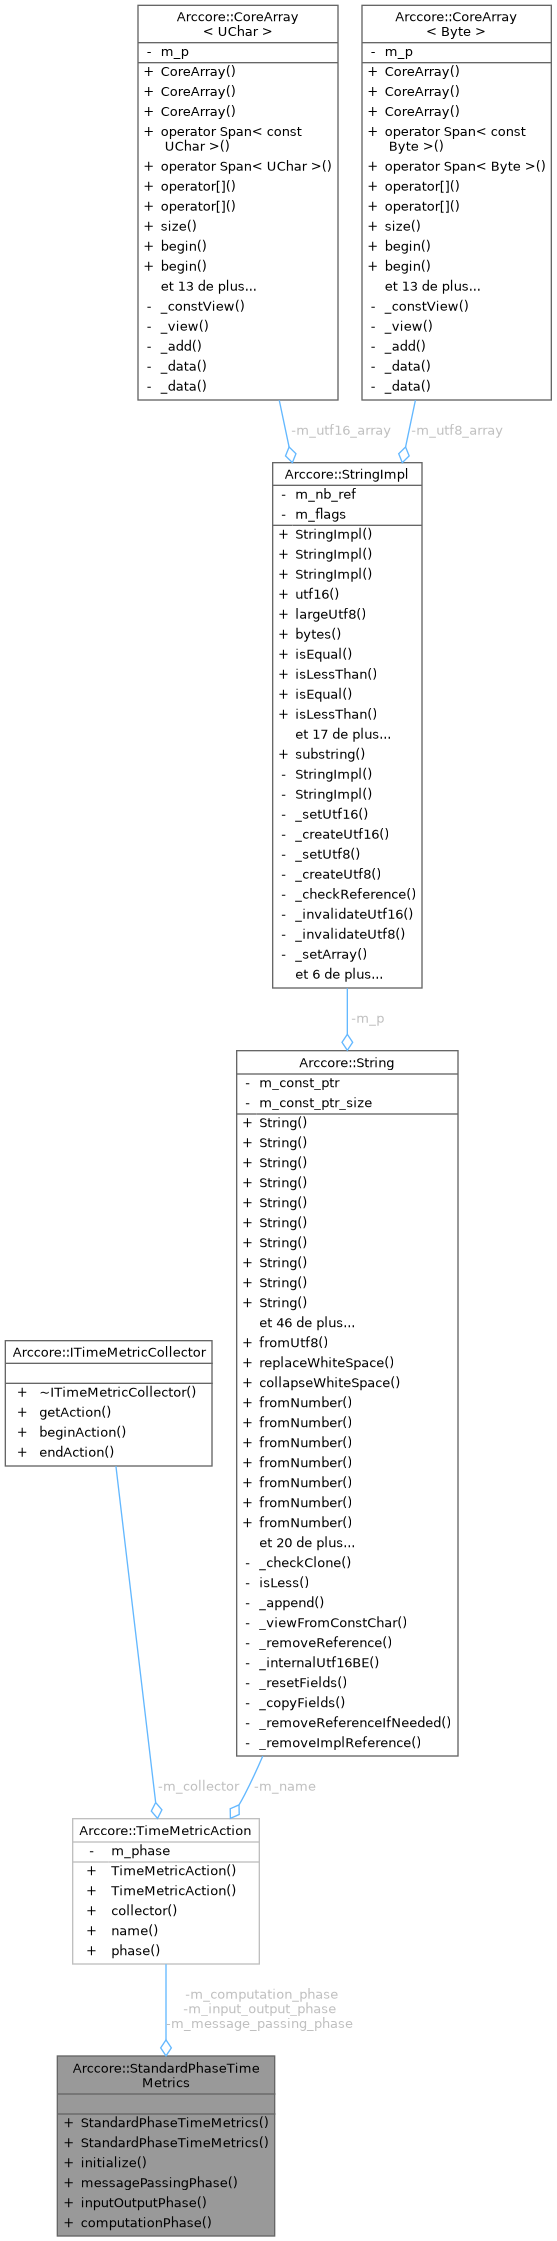 Arccore::CoreArray
< UChar >
- m_p
+ CoreArray()
+ CoreArray()
+ CoreArray()
+ operator Span< const
UChar >()
+ operator Span< UChar >()
+ operator[]()
+ operator[]()
+ size()
+ begin()
+ begin()
et 13 de plus...
- _constView()
- _view()
- _add()
- _data()
- _data()
Arccore::CoreArray
< Byte >
- m_p
+ CoreArray()
+ CoreArray()
+ CoreArray()
+ operator Span< const
Byte >()
+ operator Span< Byte >()
+ operator[]()
+ operator[]()
+ size()
+ begin()
+ begin()
et 13 de plus...
- _constView()
- _view()
- _add()
- _data()
- _data()
-m_utf16_array
-m_utf8_array
Arccore::StringImpl
- m_nb_ref
- m_flags
+ StringImpl()
+ StringImpl()
+ StringImpl()
+ utf16()
+ largeUtf8()
+ bytes()
+ isEqual()
+ isLessThan()
+ isEqual()
+ isLessThan()
et 17 de plus...
+ substring()
- StringImpl()
- StringImpl()
- _setUtf16()
- _createUtf16()
- _setUtf8()
- _createUtf8()
- _checkReference()
- _invalidateUtf16()
- _invalidateUtf8()
- _setArray()
et 6 de plus...
-m_p
Arccore::String
- m_const_ptr
- m_const_ptr_size
+ String()
+ String()
+ String()
+ String()
+ String()
+ String()
+ String()
+ String()
+ String()
+ String()
et 46 de plus...
+ fromUtf8()
+ replaceWhiteSpace()
+ collapseWhiteSpace()
+ fromNumber()
+ fromNumber()
+ fromNumber()
+ fromNumber()
+ fromNumber()
+ fromNumber()
+ fromNumber()
et 20 de plus...
- _checkClone()
- isLess()
- _append()
- _viewFromConstChar()
- _removeReference()
- _internalUtf16BE()
- _resetFields()
- _copyFields()
- _removeReferenceIfNeeded()
- _removeImplReference()
Arccore::ITimeMetricCollector
+ ~ITimeMetricCollector()
+ getAction()
+ beginAction()
+ endAction()
-m_collector
-m_name
Arccore::TimeMetricAction
- m_phase
+ TimeMetricAction()
+ TimeMetricAction()
+ collector()
+ name()
+ phase()
-m_computation_phase
-m_input_output_phase
-m_message_passing_phase
Arccore::StandardPhaseTime
Metrics
+ StandardPhaseTimeMetrics()
+ StandardPhaseTimeMetrics()
+ initialize()
+ messagePassingPhase()
+ inputOutputPhase()
+ computationPhase()